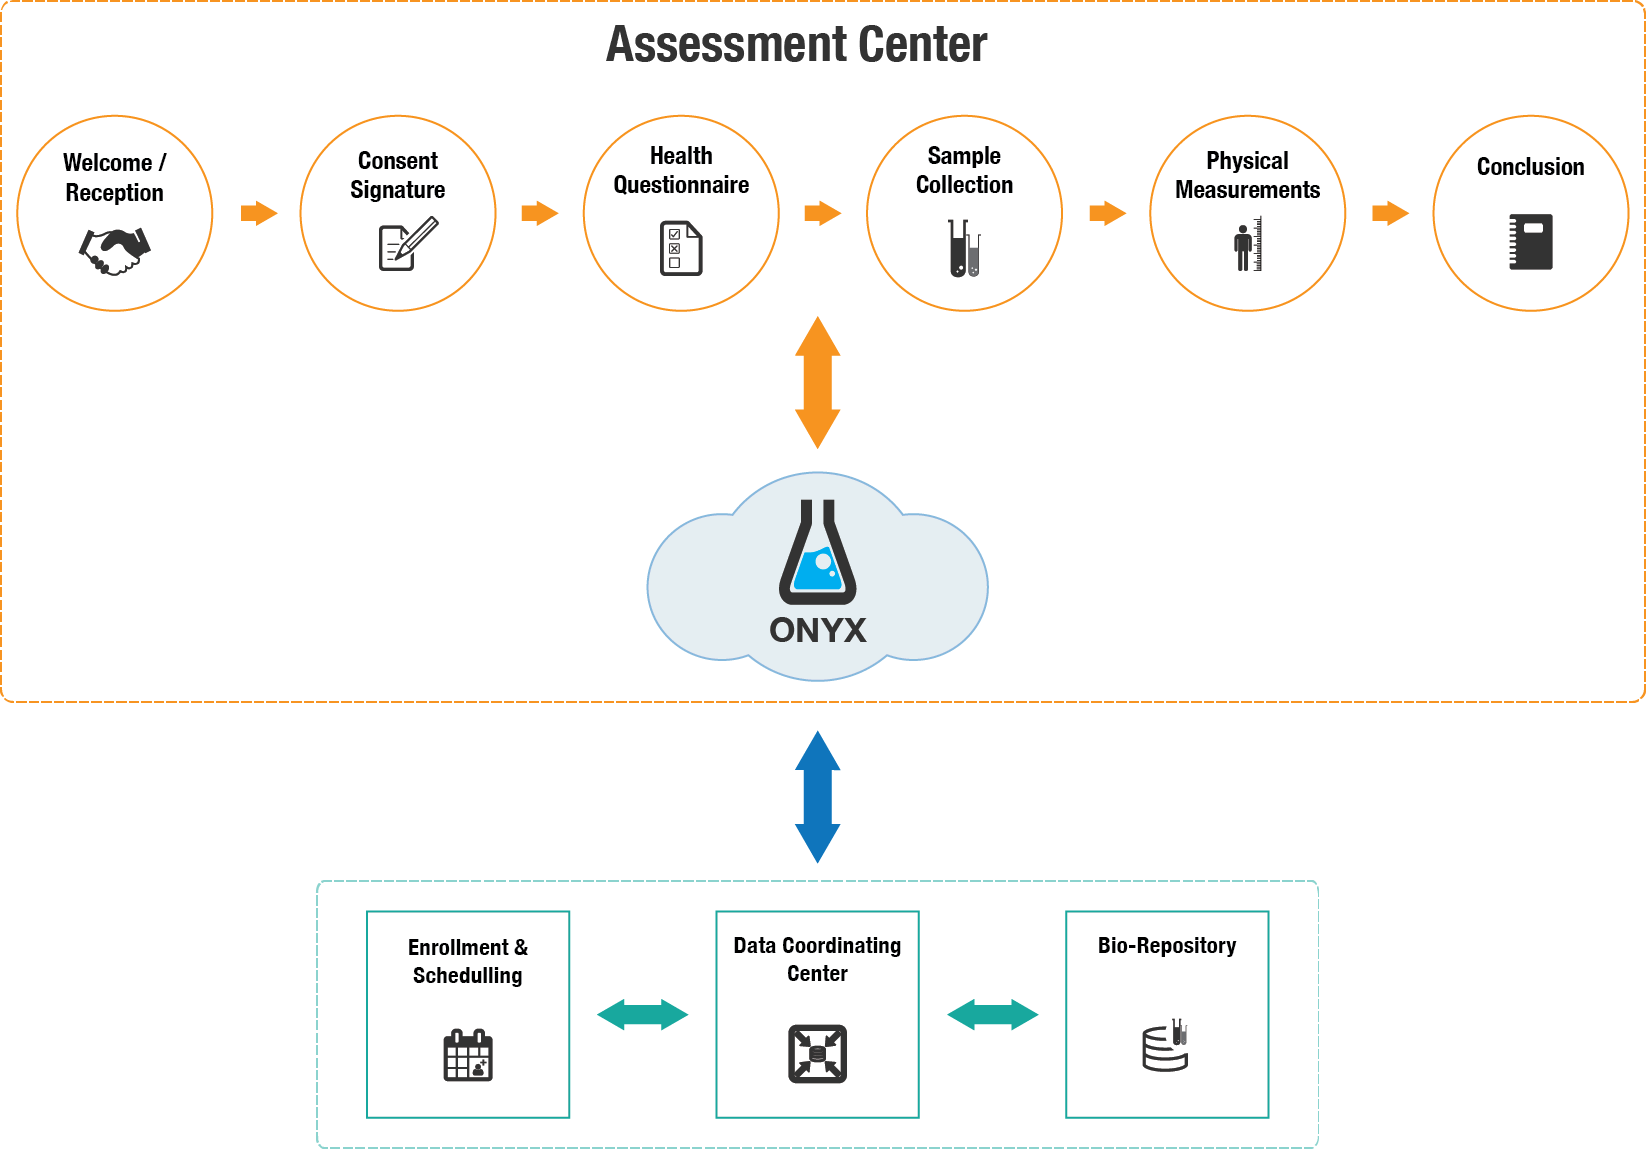 Assessment Center
Welcome /
Reception
Consent
Signature
Health
Questionnaire
Sample
Collection
Physical
Measurements
Conclusion
ONYX
Enrollment &
Schedulling
Data Coordinating
Center
Bio-Repository